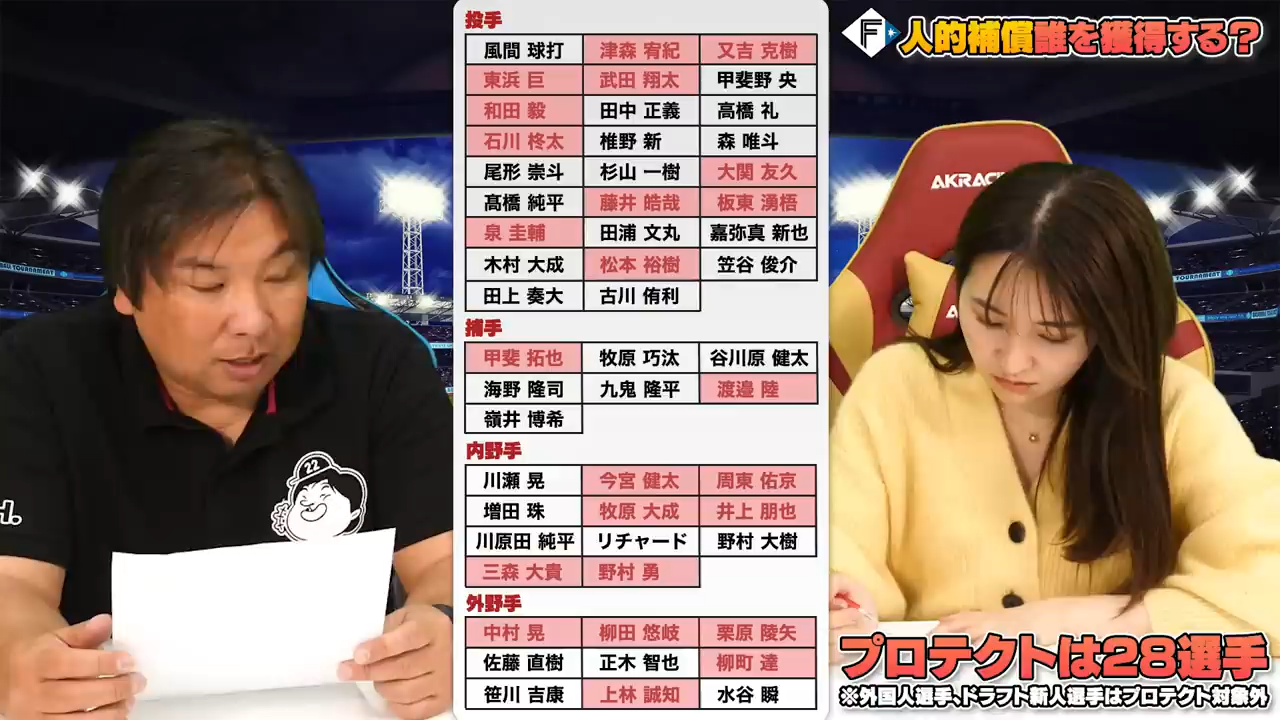 人的補償誰を獲得する?
投手
風間 球打 津森 宥紀 又吉 克樹
東浜 巨 武田 翔太 甲斐野 央
和田 毅 田中 正義 高橋 礼
石川 柊太 椎野 新 森 唯斗
尾形 崇斗 杉山 一樹 大関 友久
髙橋 純平 藤井 皓哉 板東 湧梧
泉 圭輔 田浦 文丸 嘉弥真 新也
木村 大成 松本 裕樹 笠谷 俊介
田上 奏大 古川 侑利
捕手
甲斐 拓也 牧原 巧汰 谷川原 健太
海野 隆司 九鬼 隆平 渡邉 陸
嶺井 博希
内野手
川瀬 晃 今宮 健太 周東 佑京
増田 珠 牧原 大成 井上 朋也
川原田 純平 リチャード 野村 大樹
三森 大貴 野村 勇
外野手
中村 晃 柳田 悠岐 栗原 陵矢
佐藤 直樹 正木 智也 柳町 達
笹川 吉康 上林 誠知 水谷 瞬
プロテクトは28選手
※外国人選手、ドラフト新人選手はプロテクト対象外
F
AKRACI
A
22
H.
BALL TOURNAMENT
TOURNAMENT